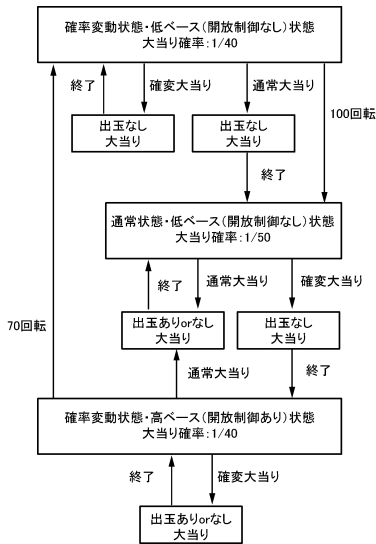 確率変動状態・低ベース（開放制御なし）状態
大当り確率：1/40
終了
確変大当り
通常大当り
100回転
出玉なし
大当り
出玉なし
大当り
終了
通常状態・低ベース（開放制御なし）状態
大当り確率：1/50
終了
通常大当り
確変大当り
70回転
出玉ありorなし
大当り
出玉なし
大当り
通常大当り
終了
確率変動状態・高ベース（開放制御あり）状態
大当り確率：1/40
終了
確変大当り
出玉ありorなし
大当り